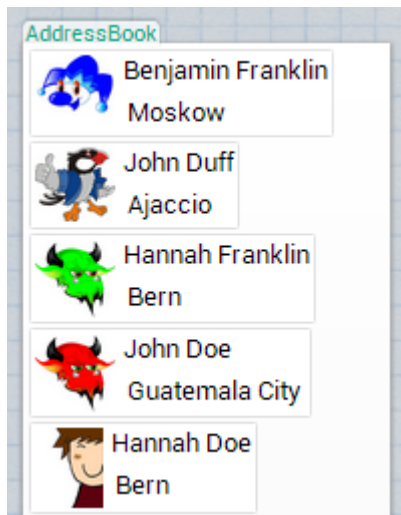 AddressBook
Benjamin Franklin
Moskow
John Duff
Ajaccio
Hannah Franklin
Bern
John Doe
Guatemala City
Hannah Doe
Bern